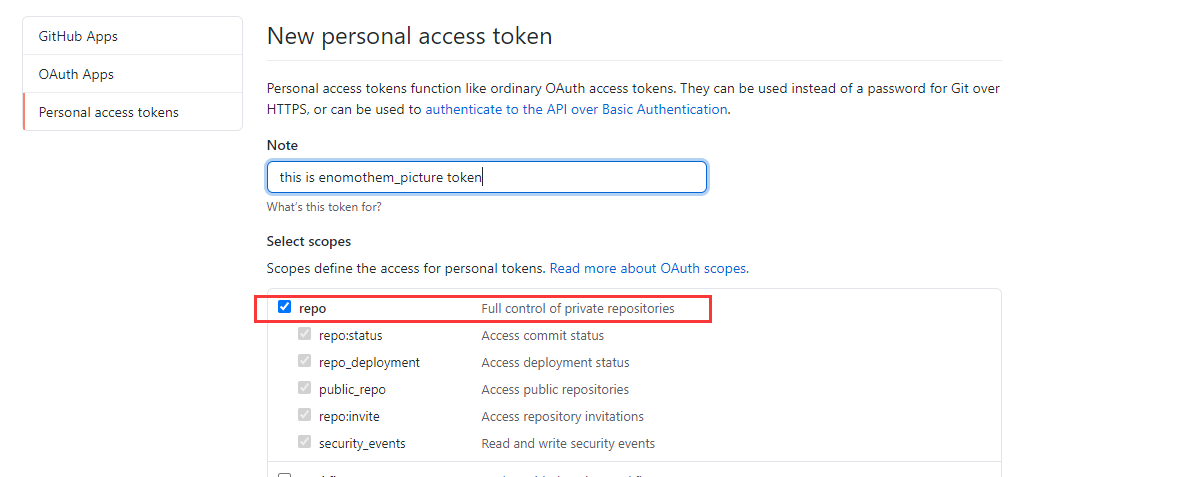 GitHub Apps
OAuth Apps
Personal access tokens
New personal access token
Personal access tokens function like ordinary OAuth access tokens. They can be used instead of a password for Git over
HTTPS, or can be used to authenticate to the API over Basic Authentication.
Note
this is enomothem_picture token
What's this token for?
Select scopes
Scopes define the access for personal tokens. Read more about OAuth scopes.
repo Full control of private repositories
repo:status Access commit status
repo_deployment Access deployment status
public_repo Access public repositories
repo:invite Access repository invitations
security_events Read and write security events